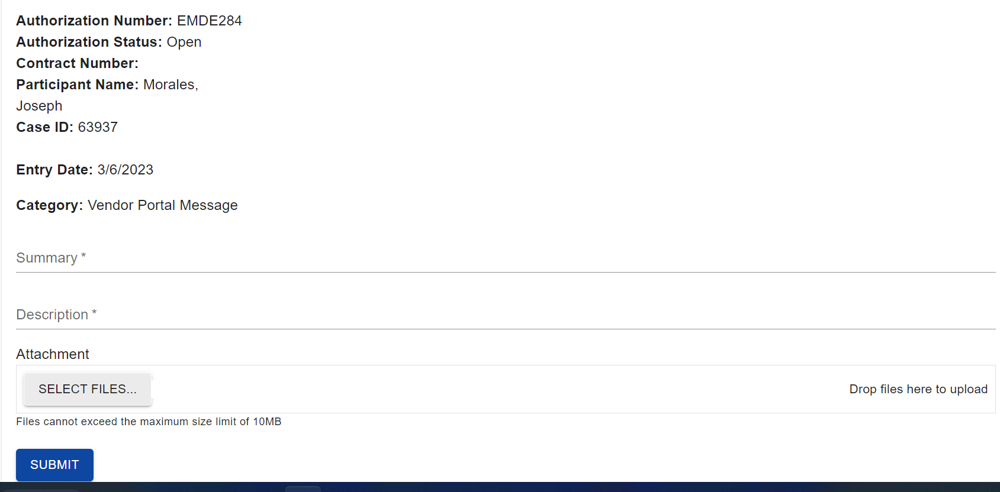 Authorization Number: EMDE284
Authorization Status: Open
Contract Number:
Participant Name: Morales,
Joseph
Case ID: 63937
Entry Date: 3/6/2023
Category: Vendor Portal Message
Summary *
Description *
Attachment
SELECT FILES...
Drop files here to upload
Files cannot exceed the maximum size limit of 10MB
SUBMIT